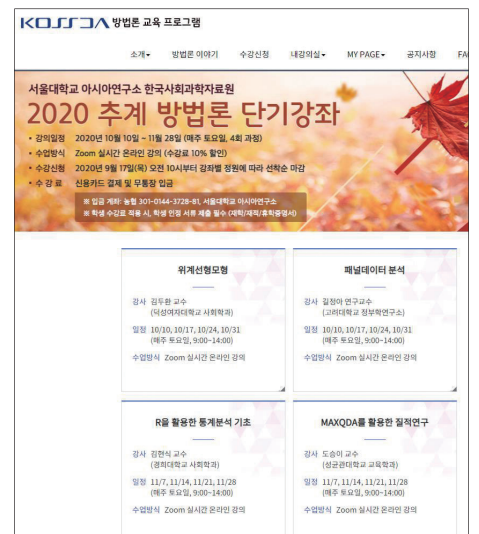 KOSSDA 방법론 교육 프로그램
소개▾ 방법론 이야기 수강신청 내강의실▾ MY PAGE▾ 공지사항 FAQ
서울대학교 아시아연구소 한국사회과학자료원
2020 추계 방법론 단기강좌
• 강의일정 2020년 10월 10일 ~ 11월 28일 (매주 토요일, 4회 과정)
• 수업방식 Zoom 실시간 온라인 강의 (수강료 10% 할인)
• 수강신청 2020년 9월 17일(목) 오전 10시부터 강좌별 정원에 따라 선착순 마감
• 수 강 료 신용카드 결제 및 무통장 입금
※ 입금 계좌: 농협 301-0144-3728-81, 서울대학교 아시아연구소
※ 학생 수강료 적용 시, 학생 인정 서류 제출 필수 (재학/재직/휴학증명서)
위계선형모형
강사 김두환 교수
(덕성여자대학교 사회학과)
일정 10/10, 10/17, 10/24, 10/31
(매주 토요일, 9:00~14:00)
수업방식 Zoom 실시간 온라인 강의
패널데이터 분석
강사 길정아 연구교수
(고려대학교 정부학연구소)
일정 10/10, 10/17, 10/24, 10/31
(매주 토요일, 9:00~14:00)
수업방식 Zoom 실시간 온라인 강의
R을 활용한 통계분석 기초
강사 김현식 교수
(경희대학교 사회학과)
일정 11/7, 11/14, 11/21, 11/28
(매주 토요일, 9:00~14:00)
수업방식 Zoom 실시간 온라인 강의
MAXQDA를 활용한 질적연구
강사 도승이 교수
(성균관대학교 교육학과)
일정 11/7, 11/14, 11/21, 11/28
(매주 토요일, 9:00~14:00)
수업방식 Zoom 실시간 온라인 강의